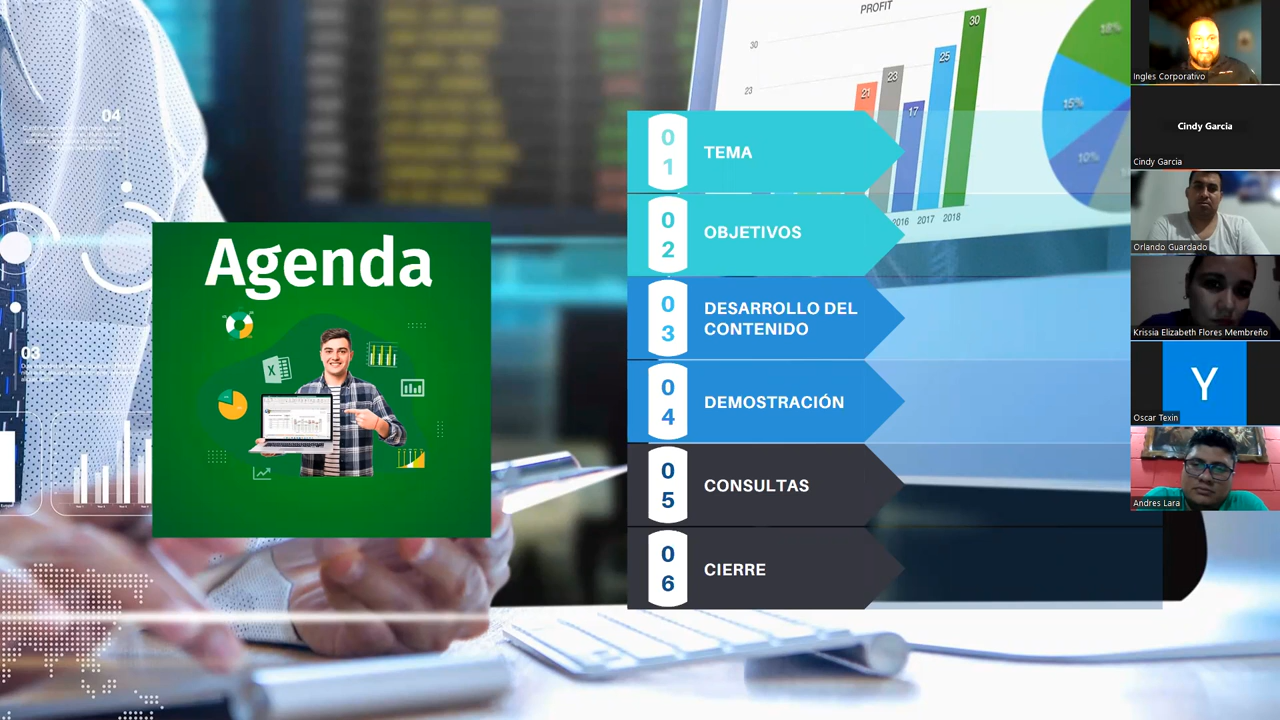 04
03
Agenda
PROFIT
30
23
21
23
17
25
30
2016 2017 2018
18%
15%
10%
01
TEMA
02
OBJETIVOS
03
DESARROLLO DEL
CONTENIDO
04
DEMOSTRACIÓN
05
CONSULTAS
06
CIERRE
Ingles Corporativo
Cindy Garcia
Cindy Garcia
Orlando Guardado
Krissia Elizabeth Flores Membreño
Y
Oscar Texin
Andres Lara